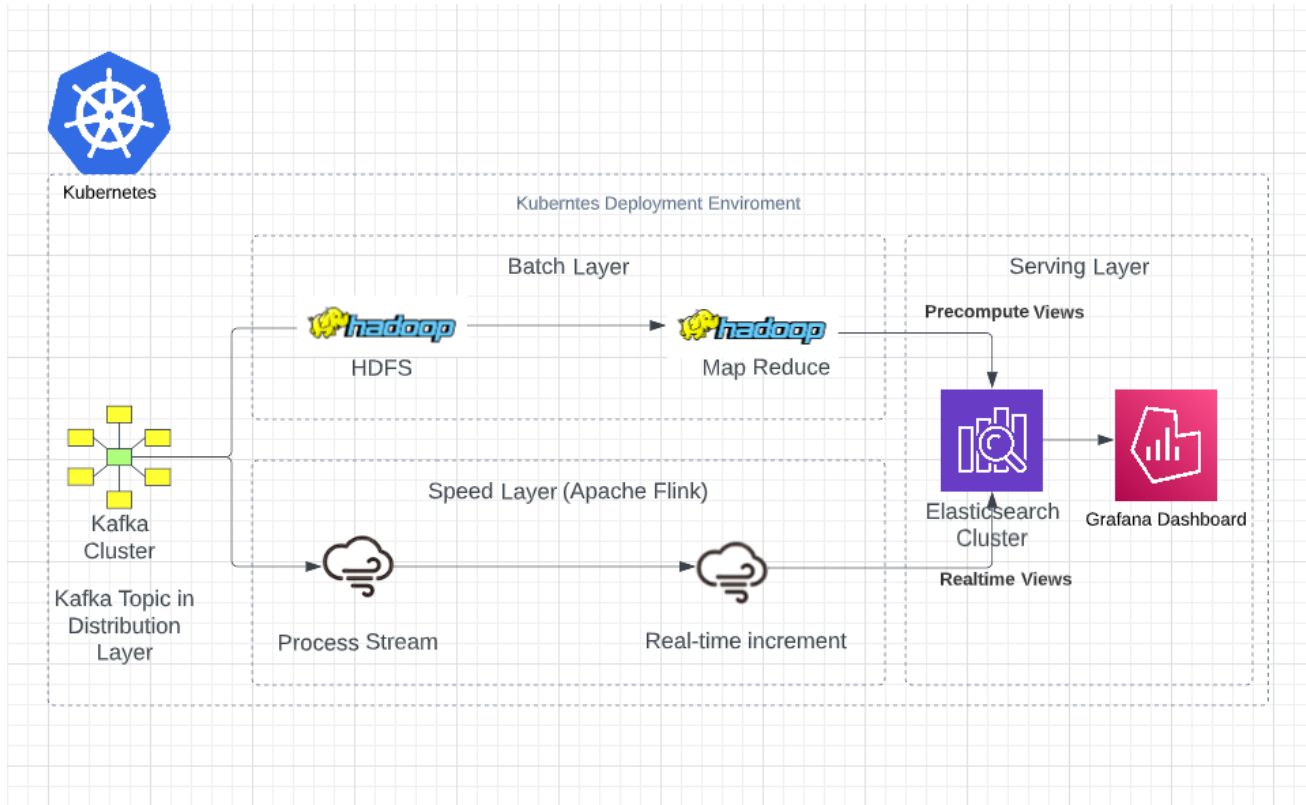 Kubernetes
Kuberntes Deployment Enviroment
Batch Layer
hadoop
HDFS
hadoop
Map Reduce
Serving Layer
Precompute Views
Elasticsearch
Cluster
Realtime Views
Grafana Dashboard
Kafka
Cluster
Kafka Topic in
Distribution
Layer
Speed Layer (Apache Flink)
Process Stream
Real-time increment